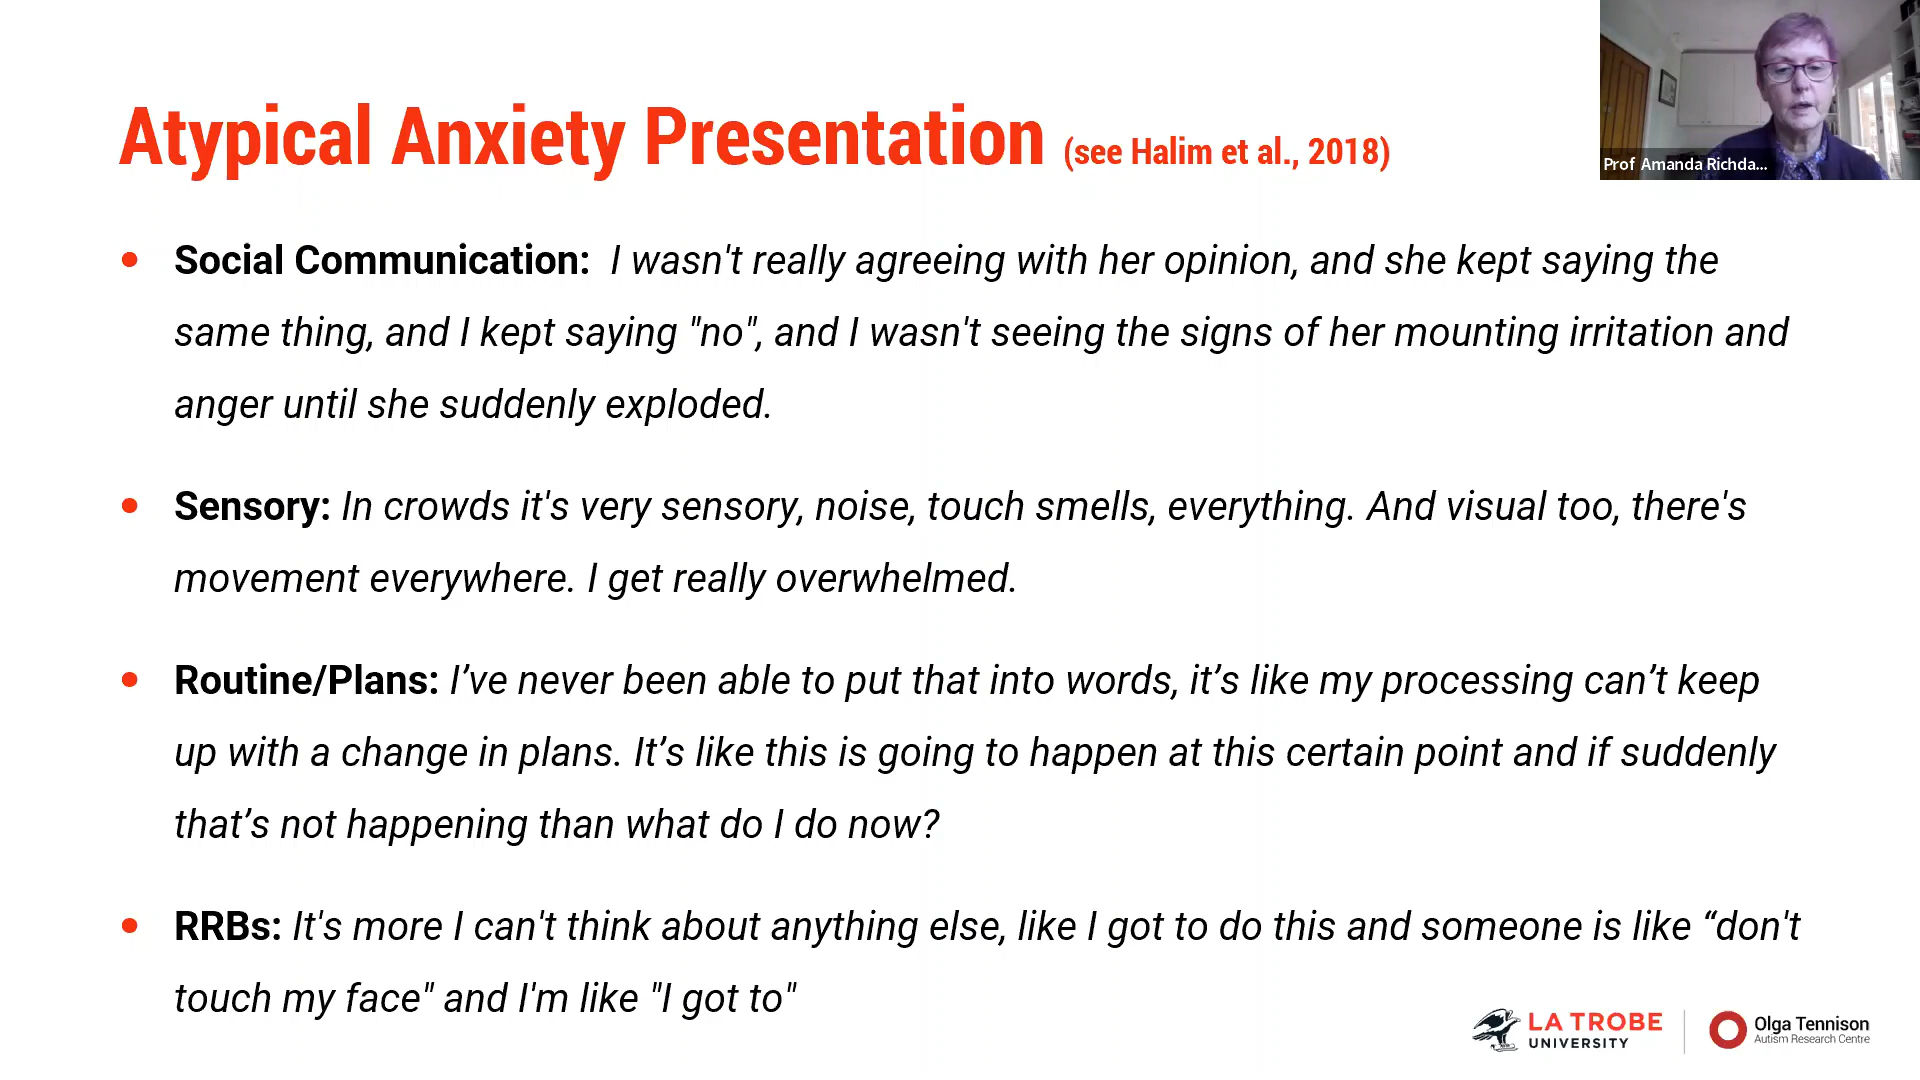 Atypical Anxiety Presentation (see Halim et al., 2018)
Prof Amanda Richda...
• Social Communication: I wasn't really agreeing with her opinion, and she kept saying the
same thing, and I kept saying "no", and I wasn't seeing the signs of her mounting irritation and
anger until she suddenly exploded.
• Sensory: In crowds it's very sensory, noise, touch smells, everything. And visual too, there's
movement everywhere. I get really overwhelmed.
• Routine/Plans: I’ve never been able to put that into words, it’s like my processing can’t keep
up with a change in plans. It’s like this is going to happen at this certain point and if suddenly
that’s not happening than what do I do now?
• RRBs: It's more I can't think about anything else, like I got to do this and someone is like “don't
touch my face" and I'm like "I got to"
LA TROBE
UNIVERSITY
Olga Tennison
Autism Research Centre